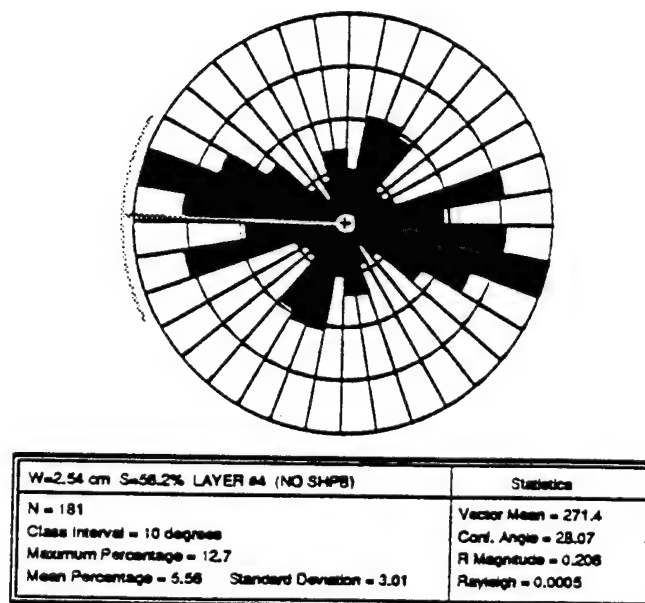 W=2.54 cm S=56.2% LAYER #4 (NO SHPB)
N = 181
Class Interval = 10 degrees
Maximum Percentage = 12.7
Mean Percentage = 5.56 Standard Deviation = 3.01
Statistics
Vector Mean = 271.4
Conf. Angle = 28.07
R Magnitude = 0.206
Rayleigh = 0.0005